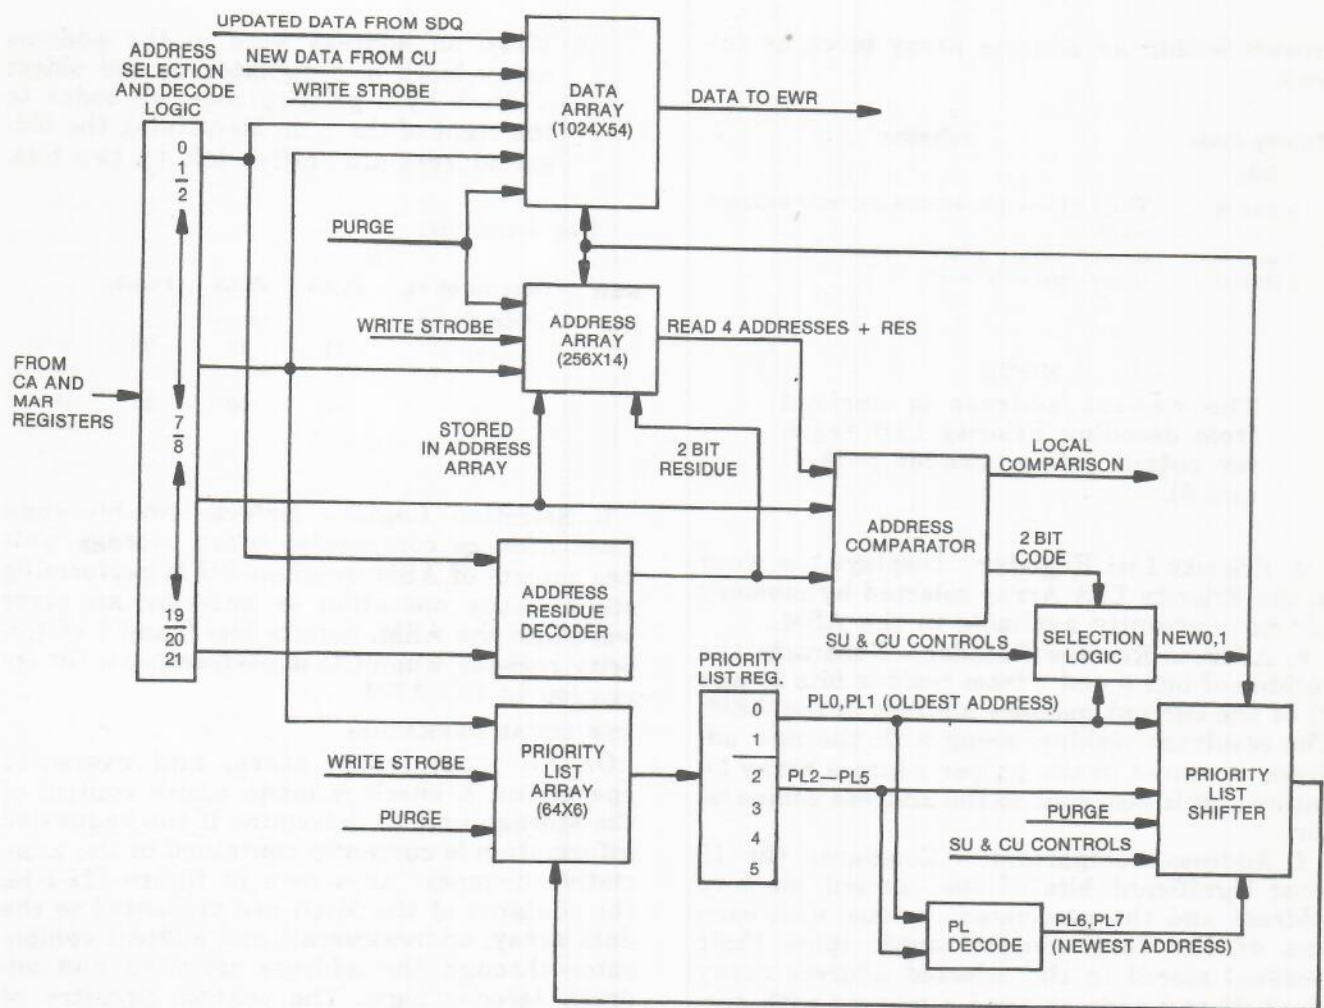 UPDATED DATA FROM SDQ
ADDRESS
SELECTION
AND DECODE
LOGIC
NEW DATA FROM CU
WRITE STROBE
DATA
ARRAY
(1024X54)
DATA TO EWR
0
1
2
PURGE
WRITE STROBE
ADDRESS
ARRAY
(256X14)
READ 4 ADDRESSES + RES
FROM
CA AND
MAR
REGISTERS
7
8
STORED
IN ADDRESS
ARRAY
2 BIT
RESIDUE
LOCAL
COMPARISON
ADDRESS
COMPARATOR
2 BIT
CODE
ADDRESS
RESIDUE
DECODER
19
20
21
SU & CU CONTROLS
SELECTION
LOGIC
NEW0,1
PRIORITY
LIST REG.
0
1
2
3
4
5
PL0,PL1 (OLDEST ADDRESS)
PRIORITY
LIST
ARRAY
(64X6)
WRITE STROBE
PURGE
PL2—PL5
PURGE
SU & CU CONTROLS
PRIORITY
LIST
SHIFTER
PL
DECODE
PL6,PL7
(NEWEST ADDRESS)